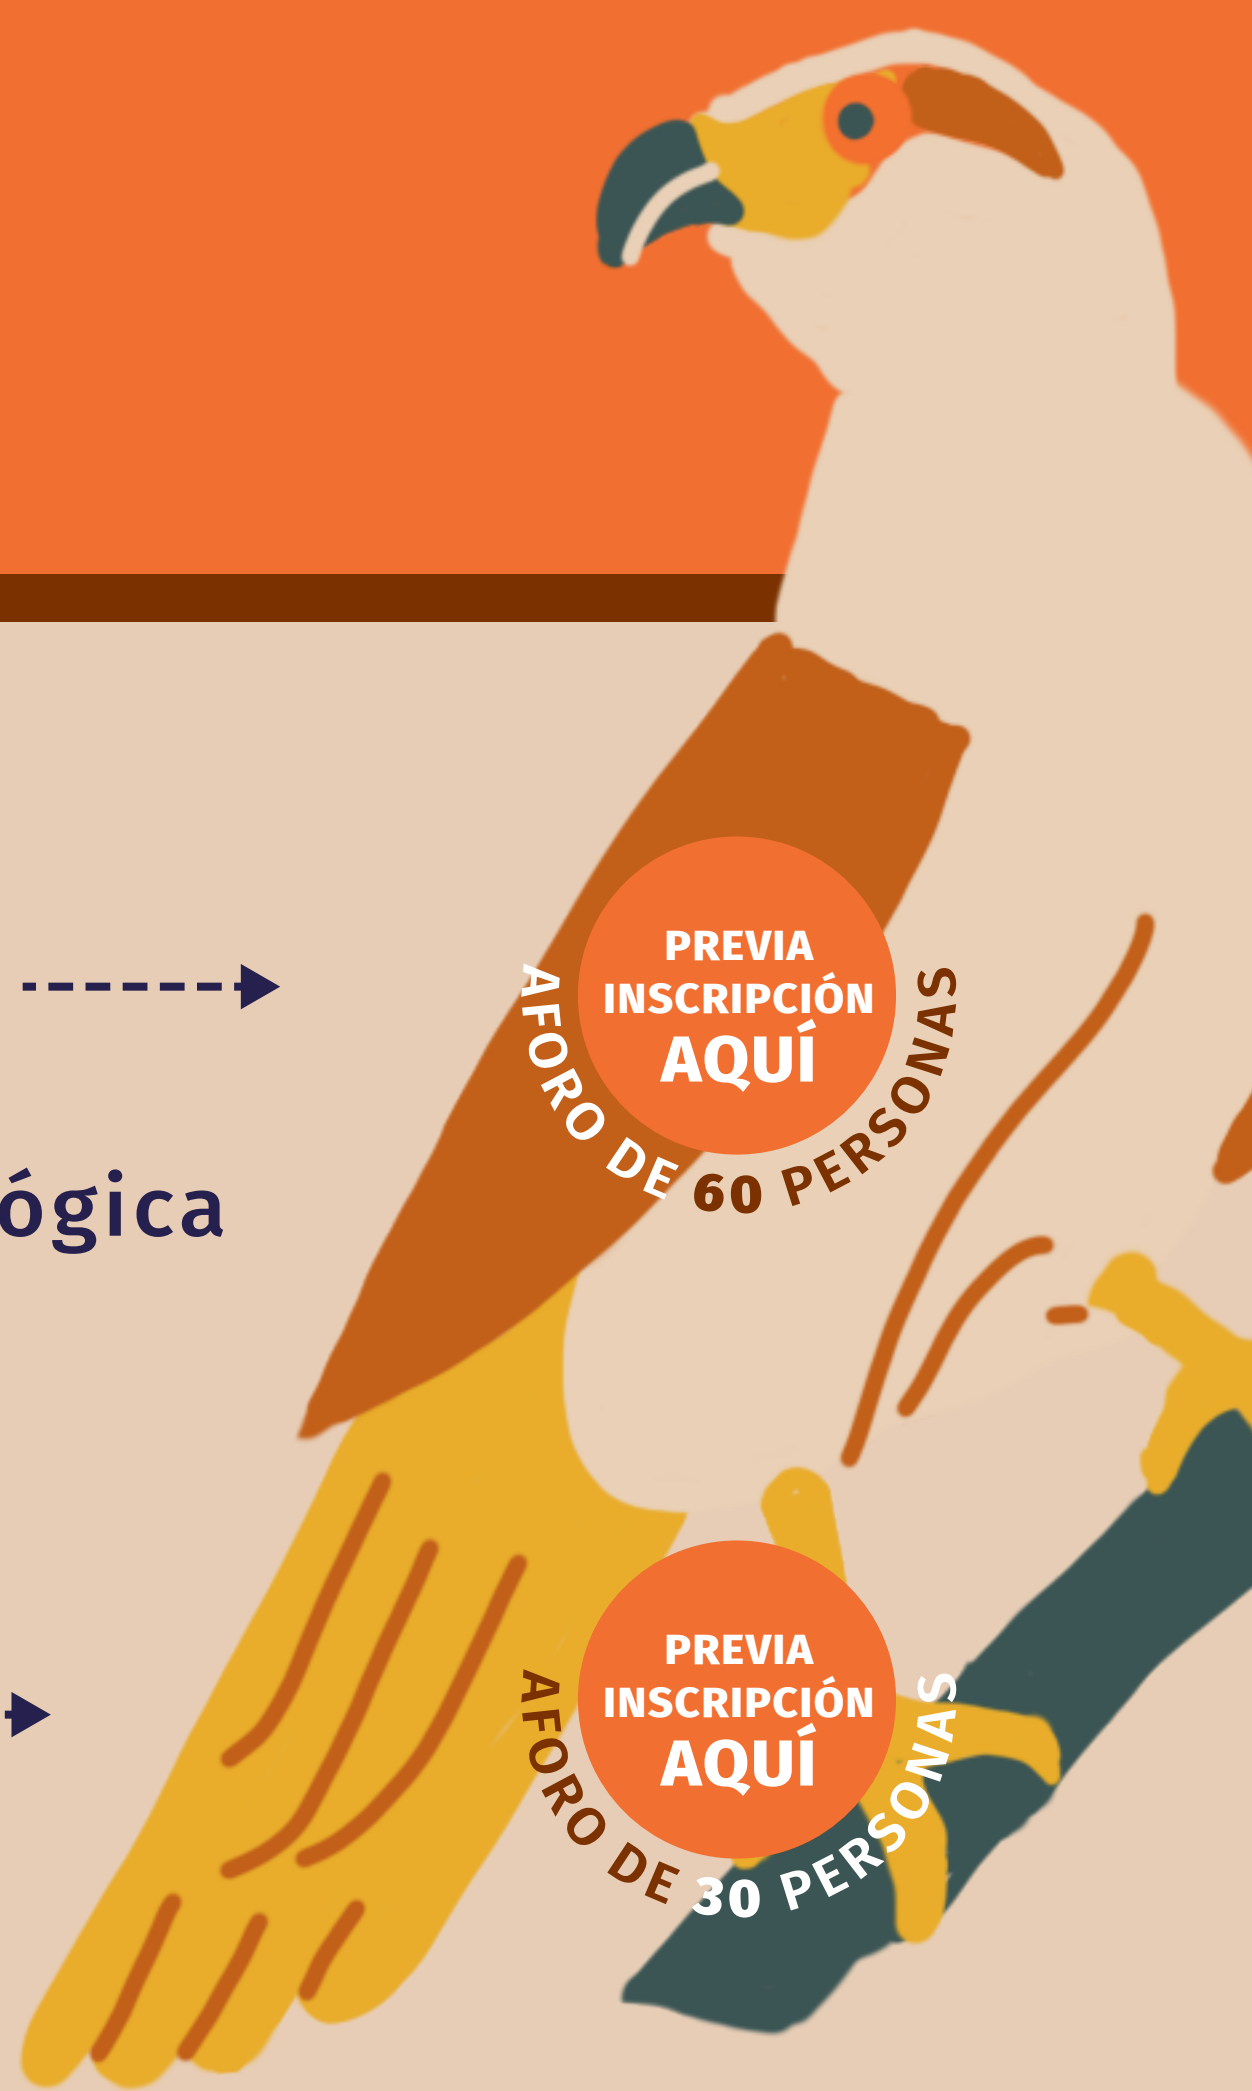 PREVIA
INSCRIPCIÓN
AQUÍ
AFORO DE 60 PERSONAS
ógica
PREVIA
INSCRIPCIÓN
AQUÍ
AFORO DE 30 PERSONAS